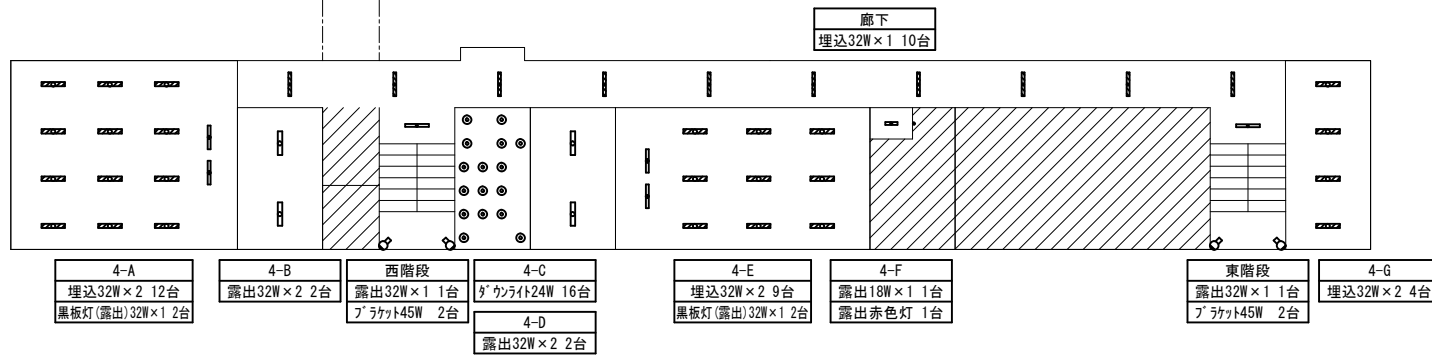 廊下
埋込32W×1 10台
4-A
埋込32W×2 12台
黒板灯(露出)32W×1 2台
4-B
露出32W×2 2台
西階段
露出32W×1 1台
ブラケット45W 2台
4-C
ダウンライト24W 16台
4-D
露出32W×2 2台
4-E
埋込32W×2 9台
黒板灯(露出)32W×1 2台
4-F
露出18W×1 1台
露出赤色灯 1台
東階段
露出32W×1 1台
ブラケット45W 2台
4-G
埋込32W×2 4台